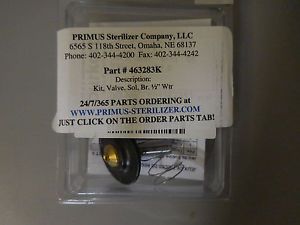 PRIMUS Sterilizer Company, LLC
6565 S 118th Street, Omaha, NE 68137
Phone: 402-344-4200 Fax: 402-344-4242
Part # 463283K
Description:
Kit, Valve, Sol, Br. ½" Wtr
24/7/365 PARTS ORDERING at
WWW.PRIMUS-STERILIZER.COM
JUST CLICK ON THE ORDER PARTS TAB!